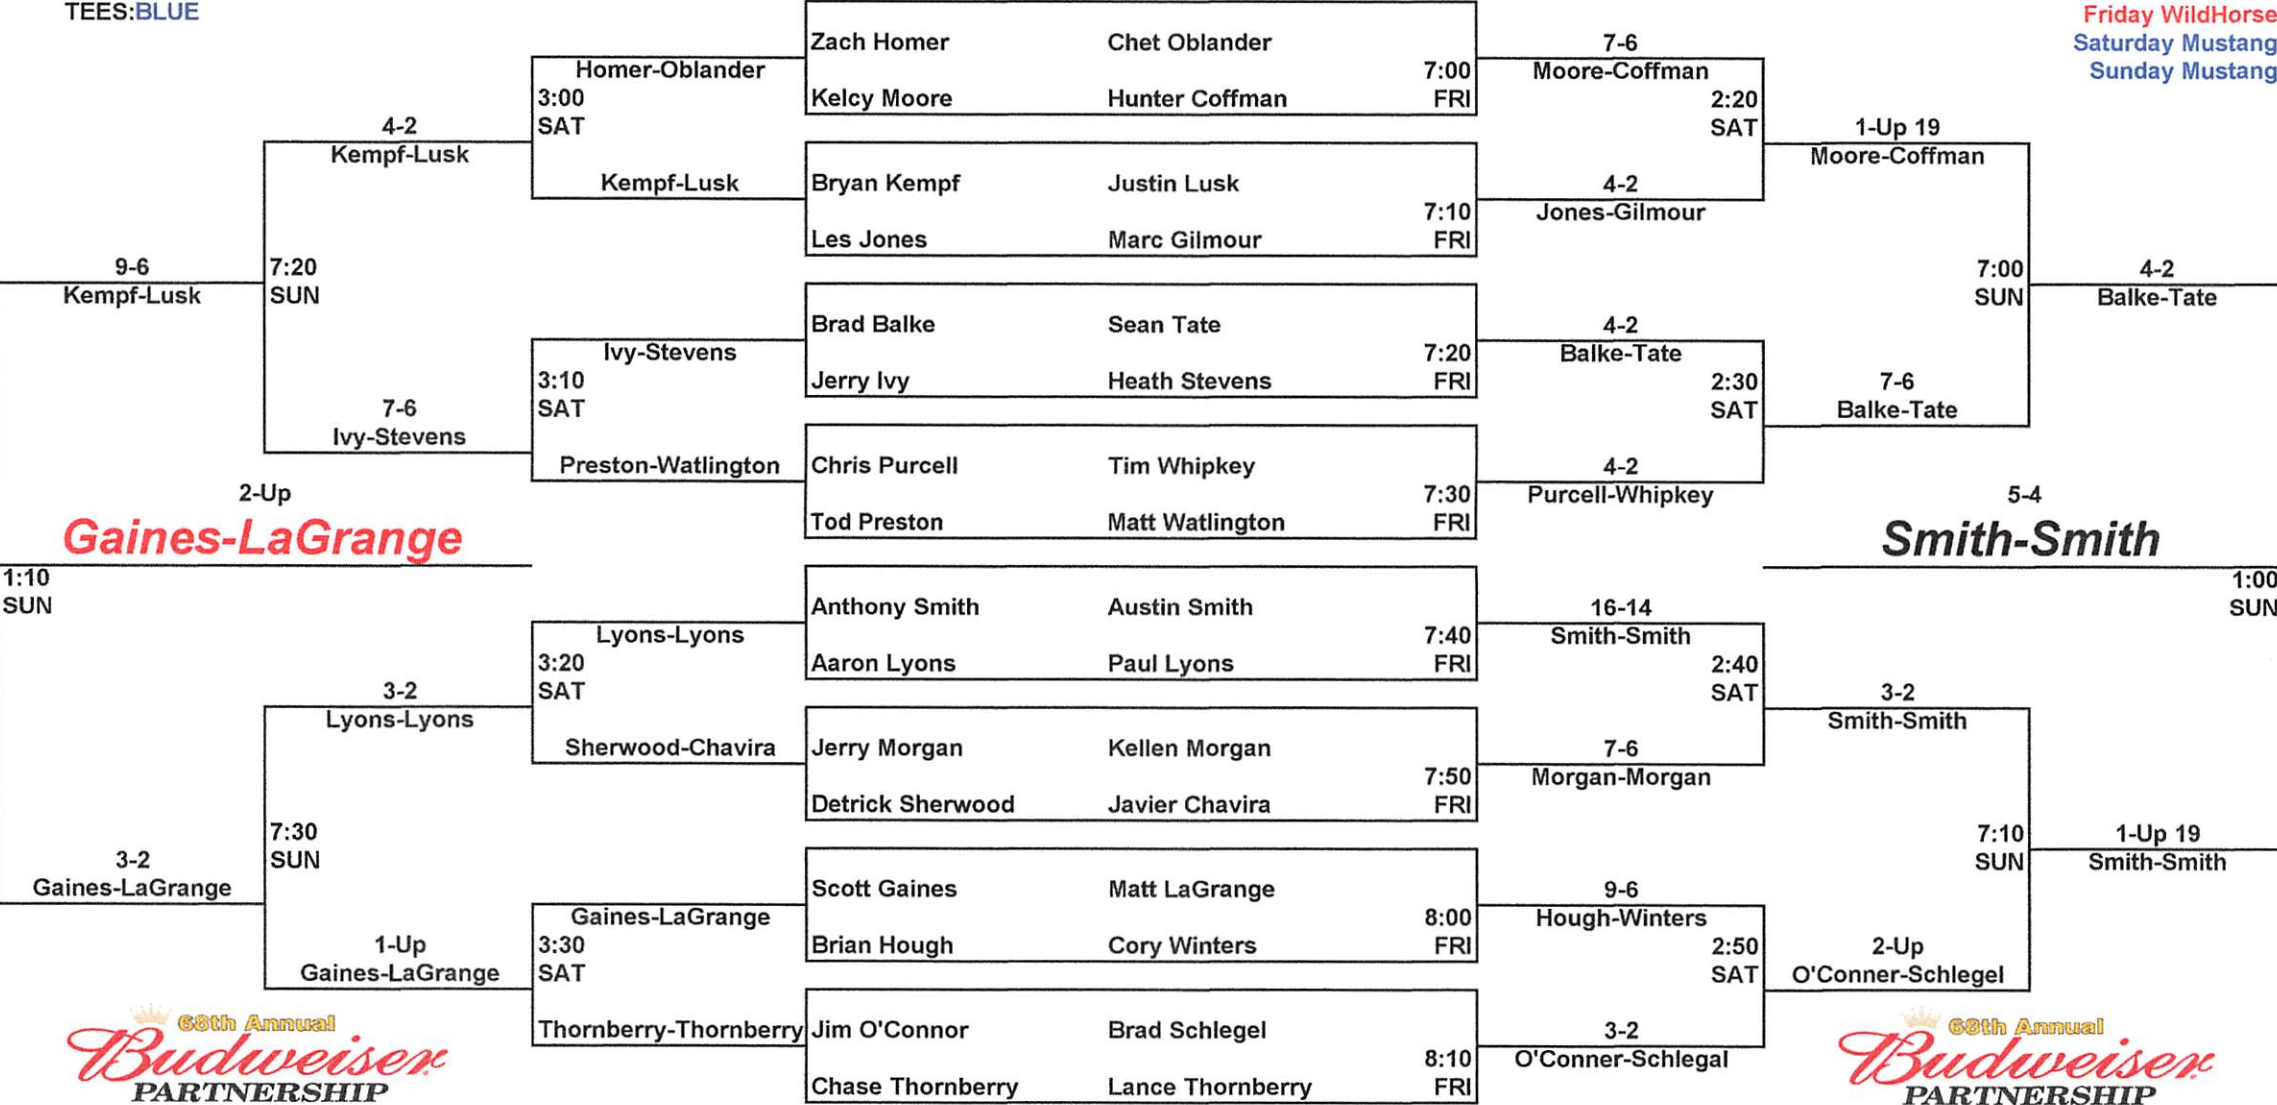 TEES:BLUE
Friday WildHorse
Saturday Mustang
Sunday Mustang
Zach Homer Chet Oblander
7:00
Kelcy Moore Hunter Coffman FRI
Bryan Kempf Justin Lusk
7:10
Les Jones Marc Gilmour FRI
Brad Balke Sean Tate
7:20
Jerry Ivy Heath Stevens FRI
Chris Purcell Tim Whipkey
7:30
Tod Preston Matt Watlington FRI
Anthony Smith Austin Smith
7:40
Aaron Lyons Paul Lyons FRI
Jerry Morgan Kellen Morgan
7:50
Detrick Sherwood Javier Chavira FRI
Scott Gaines Matt LaGrange
8:00
Brian Hough Cory Winters FRI
Jim O'Connor Brad Schlegel
8:10
Chase Thornberry Lance Thornberry FRI
Homer-Oblander
3:00
SAT
Kempf-Lusk
Ivy-Stevens
3:10
SAT
Preston-Watlington
Lyons-Lyons
3:20
SAT
Sherwood-Chavira
Gaines-LaGrange
3:30
SAT
Thornberry-Thornberry
4-2
Kempf-Lusk
7:20
SUN
7-6
Ivy-Stevens
3-2
Lyons-Lyons
7:30
SUN
1-Up
Gaines-LaGrange
9-6
Kempf-Lusk
2-Up
Gaines-LaGrange
1:10
SUN
3-2
Gaines-LaGrange
7-6
Moore-Coffman
2:20
SAT
4-2
Jones-Gilmour
4-2
Balke-Tate
2:30
SAT
4-2
Purcell-Whipkey
16-14
Smith-Smith
2:40
SAT
7-6
Morgan-Morgan
9-6
Hough-Winters
2:50
SAT
3-2
O'Conner-Schlegal
1-Up 19
Moore-Coffman
7:00
SUN
7-6
Balke-Tate
3-2
Smith-Smith
7:10
SUN
2-Up
O'Conner-Schlegel
4-2
Balke-Tate
5-4
Smith-Smith
1:00
SUN
1-Up 19
Smith-Smith
68th Annual
Budweiser
PARTNERSHIP
68th Annual
Budweiser
PARTNERSHIP